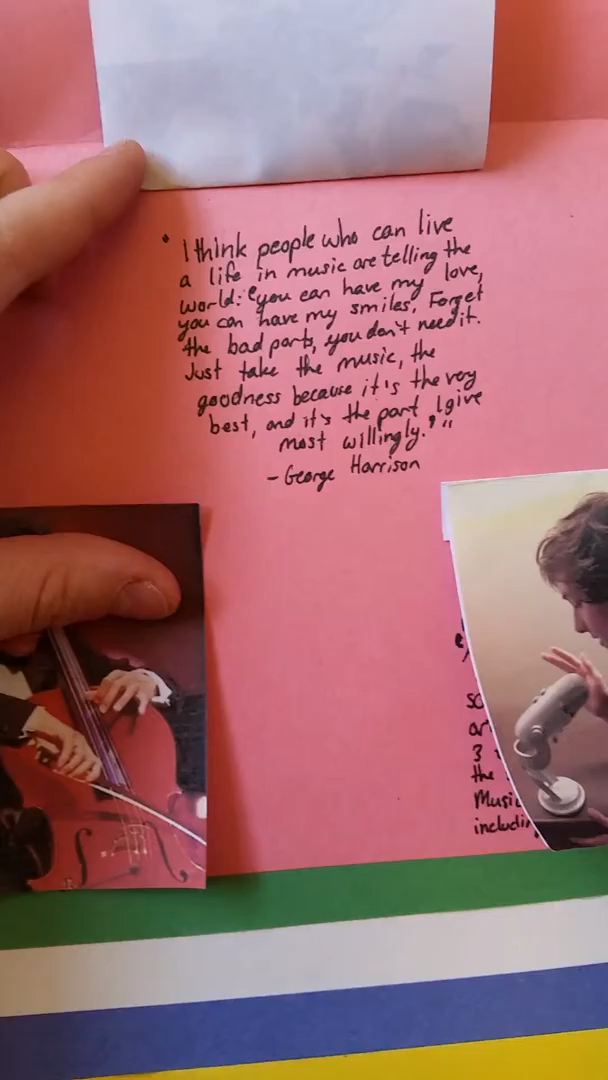 "I think people who can live
a life in music are telling the
world: "you can have my love,
you can have my smiles. Forget
the bad parts, you don't need it.
Just take the music, the
goodness because it's the very
best, and it's the part I give
most willingly.'"
- George Harrison
3
the
Music
includin